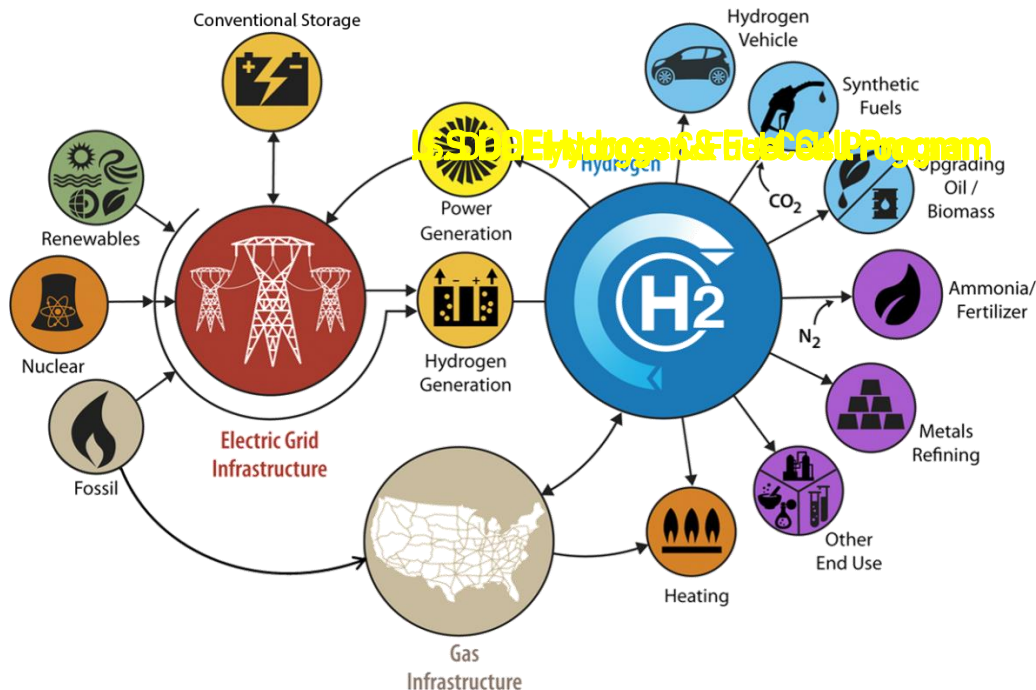 Conventional Storage
Hydrogen
Vehicle
Synthetic
Fuels
Renewables
Power
Generation
Hydrogen
CO2
Upgrading
Oil /
Biomass
H2
Nuclear
Hydrogen
Generation
N2
Ammonia/
Fertilizer
Fossil
Electric Grid
Infrastructure
Metals
Refining
Other
End Use
Heating
Gas
Infrastructure